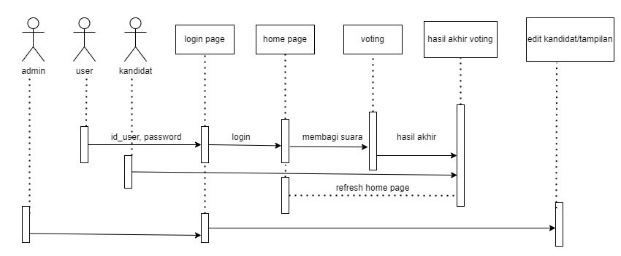 login page
home page
voting
hasil akhir voting
edit kandidat/tampilan
admin
user
kandidat
id_user, password
login
membagi suara
hasil akhir
refresh home page